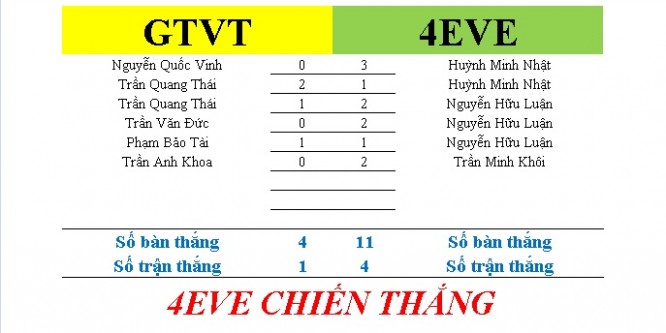 GTVT 4EVE
Nguyễn Quốc Vinh 0 3 Huỳnh Minh Nhật
Trần Quang Thái 2 1 Huỳnh Minh Nhật
Trần Quang Thái 1 2 Nguyễn Hữu Luận
Trần Văn Đức 0 2 Nguyễn Hữu Luận
Phạm Bảo Tài 1 1 Nguyễn Hữu Luận
Trần Anh Khoa 0 2 Trần Minh Khôi
Số bàn thắng 4 11 Số bàn thắng
Số trận thắng 1 4 Số trận thắng
4EVE CHIẾN THẮNG